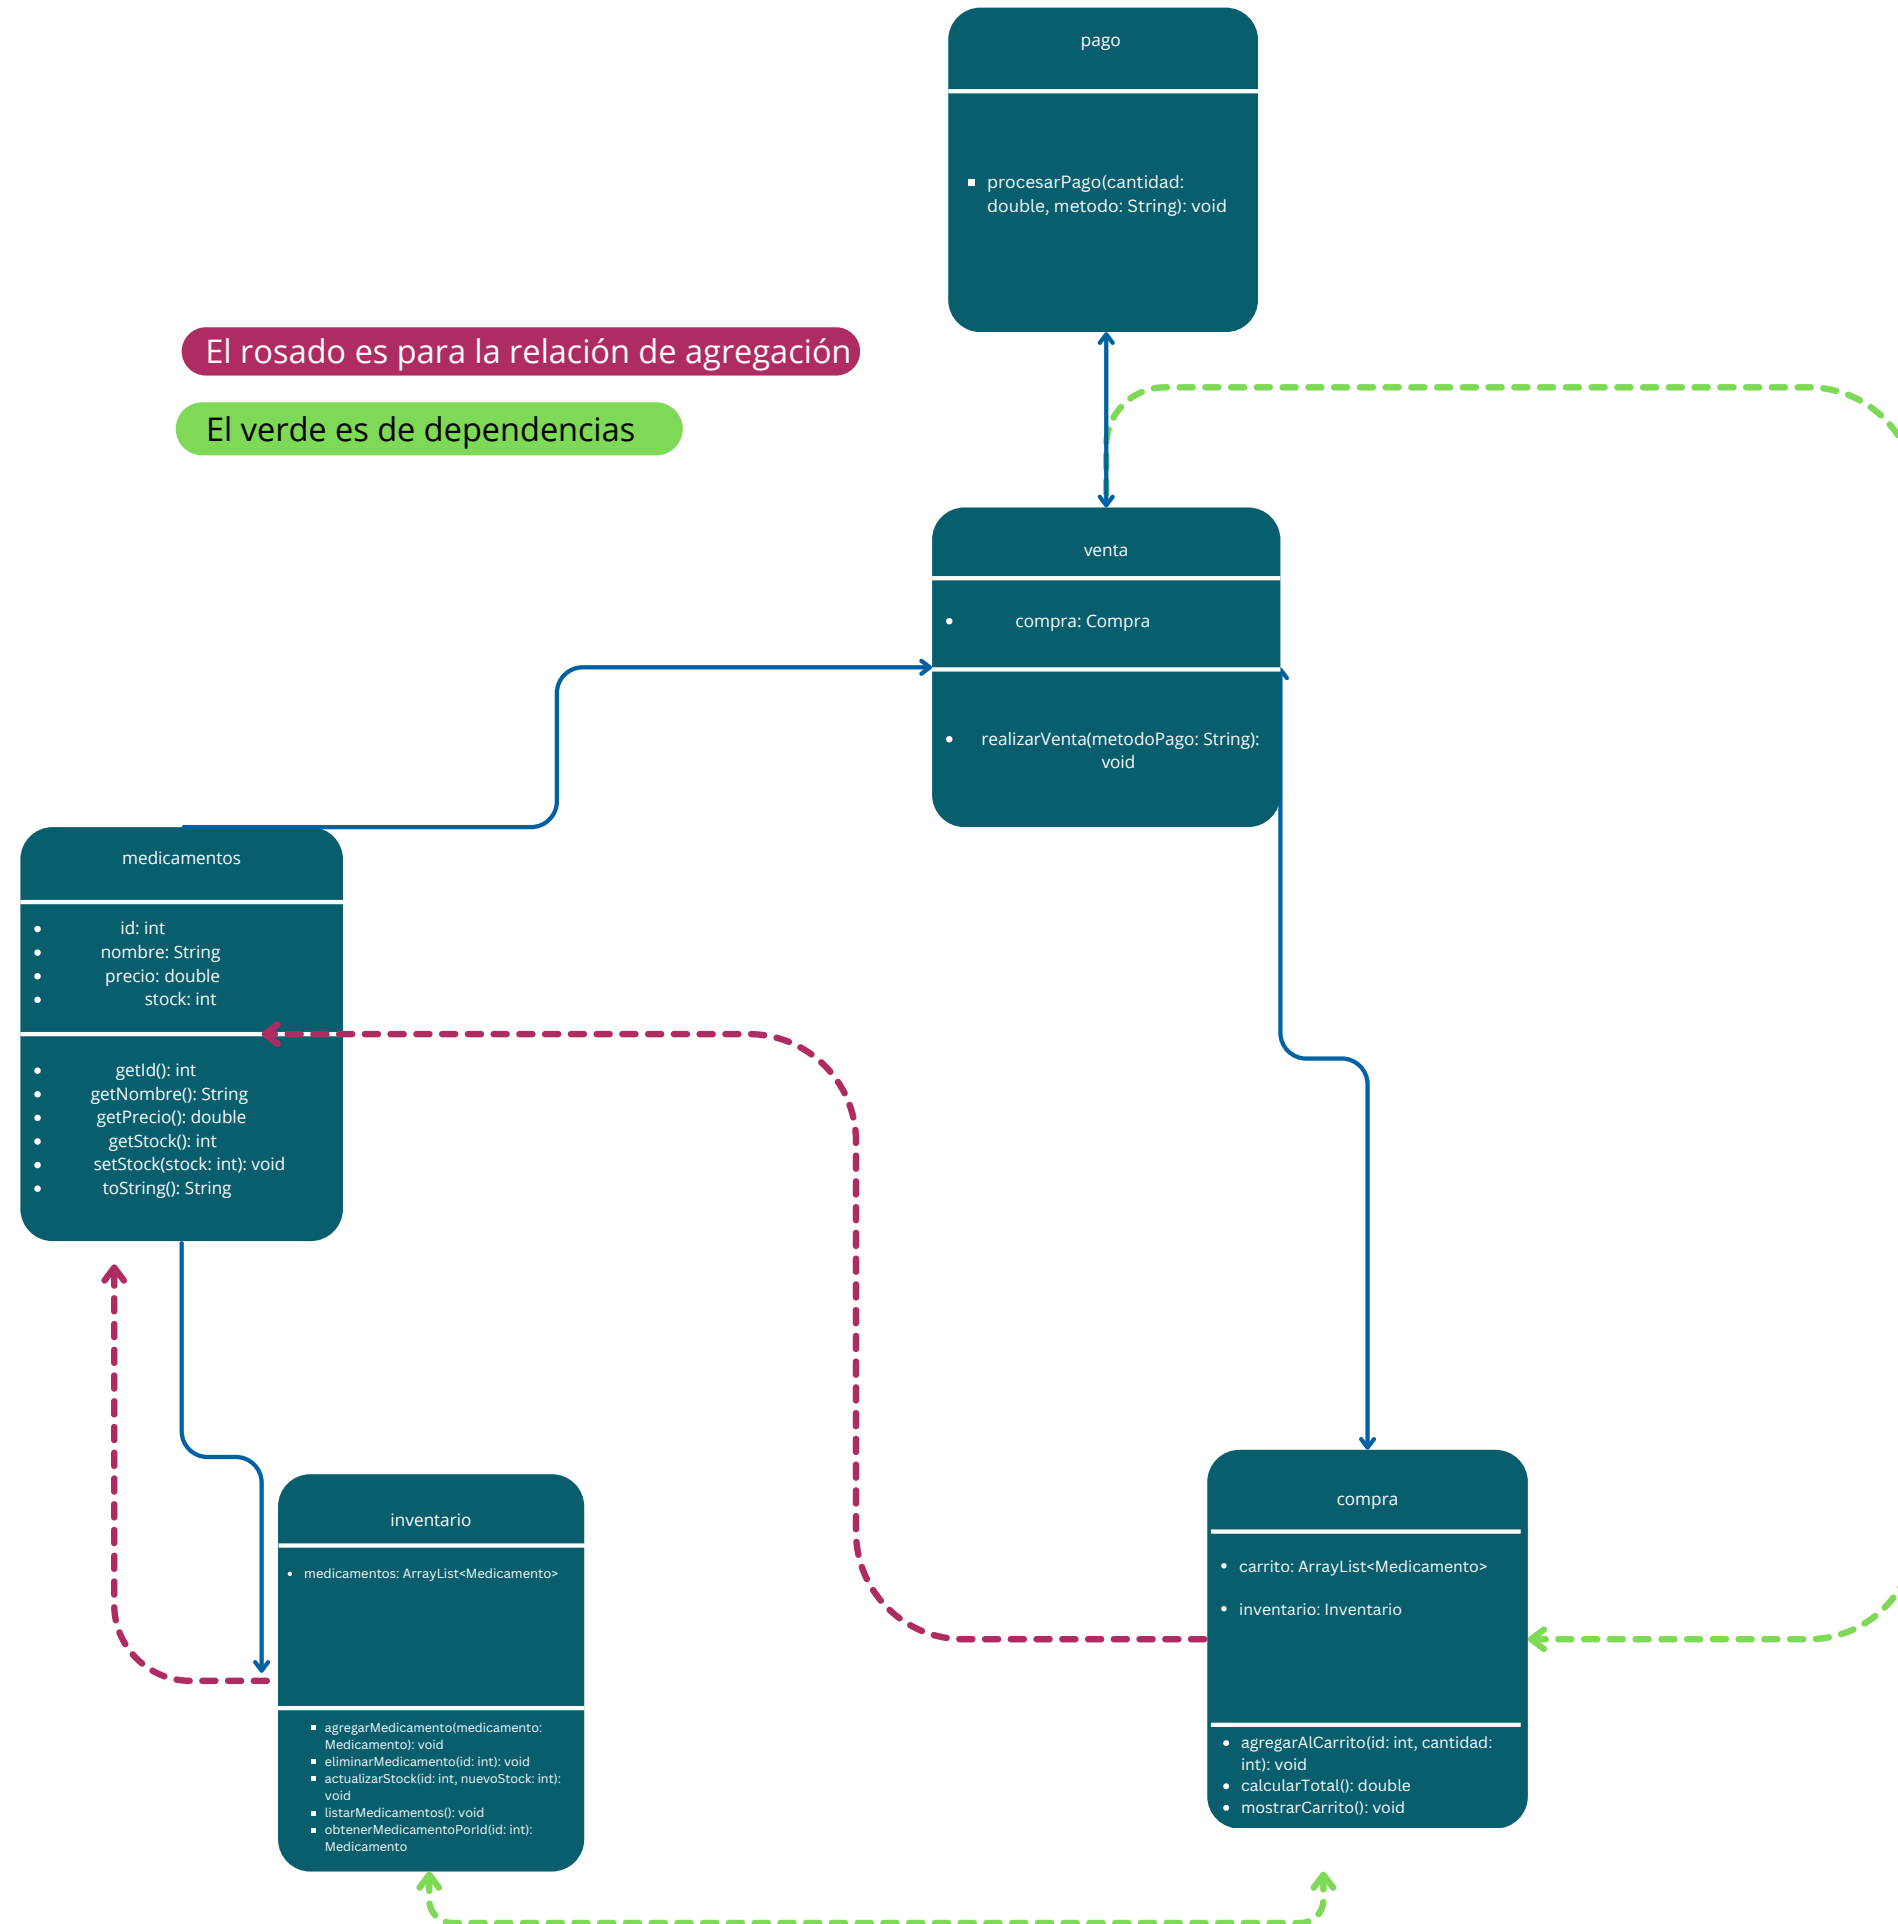 pago
procesarPago(cantidad:
double, metodo: String): void
El rosado es para la relación de agregación
El verde es de dependencias
venta
compra: Compra
realizarVenta(metodoPago: String):
void
medicamentos
id: int
nombre: String
precio: double
stock: int
getId(): int
getNombre(): String
getPrecio(): double
getStock(): int
setStock(stock: int): void
toString(): String
inventario
medicamentos: ArrayList<Medicamento>
agregarMedicamento(medicamento:
Medicamento): void
eliminarMedicamento(id: int): void
actualizarStock(id: int, nuevoStock: int):
void
listarMedicamentos(): void
obtenerMedicamentoPorId(id: int):
Medicamento
compra
carrito: ArrayList<Medicamento>
inventario: Inventario
agregarAlCarrito(id: int, cantidad:
int): void
calcularTotal(): double
mostrarCarrito(): void